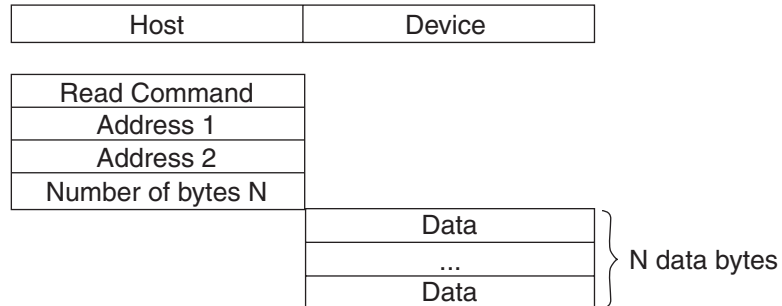 Host Device
Read Command
Address 1
Address 2
Number of bytes N
Data
...
N data bytes
Data